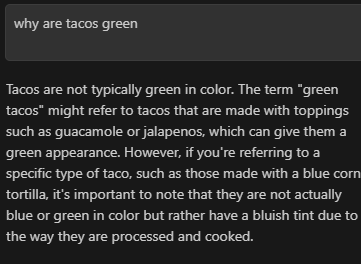 why are tacos green
Tacos are not typically green in color. The term "green
tacos" might refer to tacos that are made with toppings
such as guacamole or jalapenos, which can give them a
green appearance. However, if you're referring to a
specific type of taco, such as those made with a blue corn
tortilla, it's important to note that they are not actually
blue or green in color but rather have a bluish tint due to
the way they are processed and cooked.